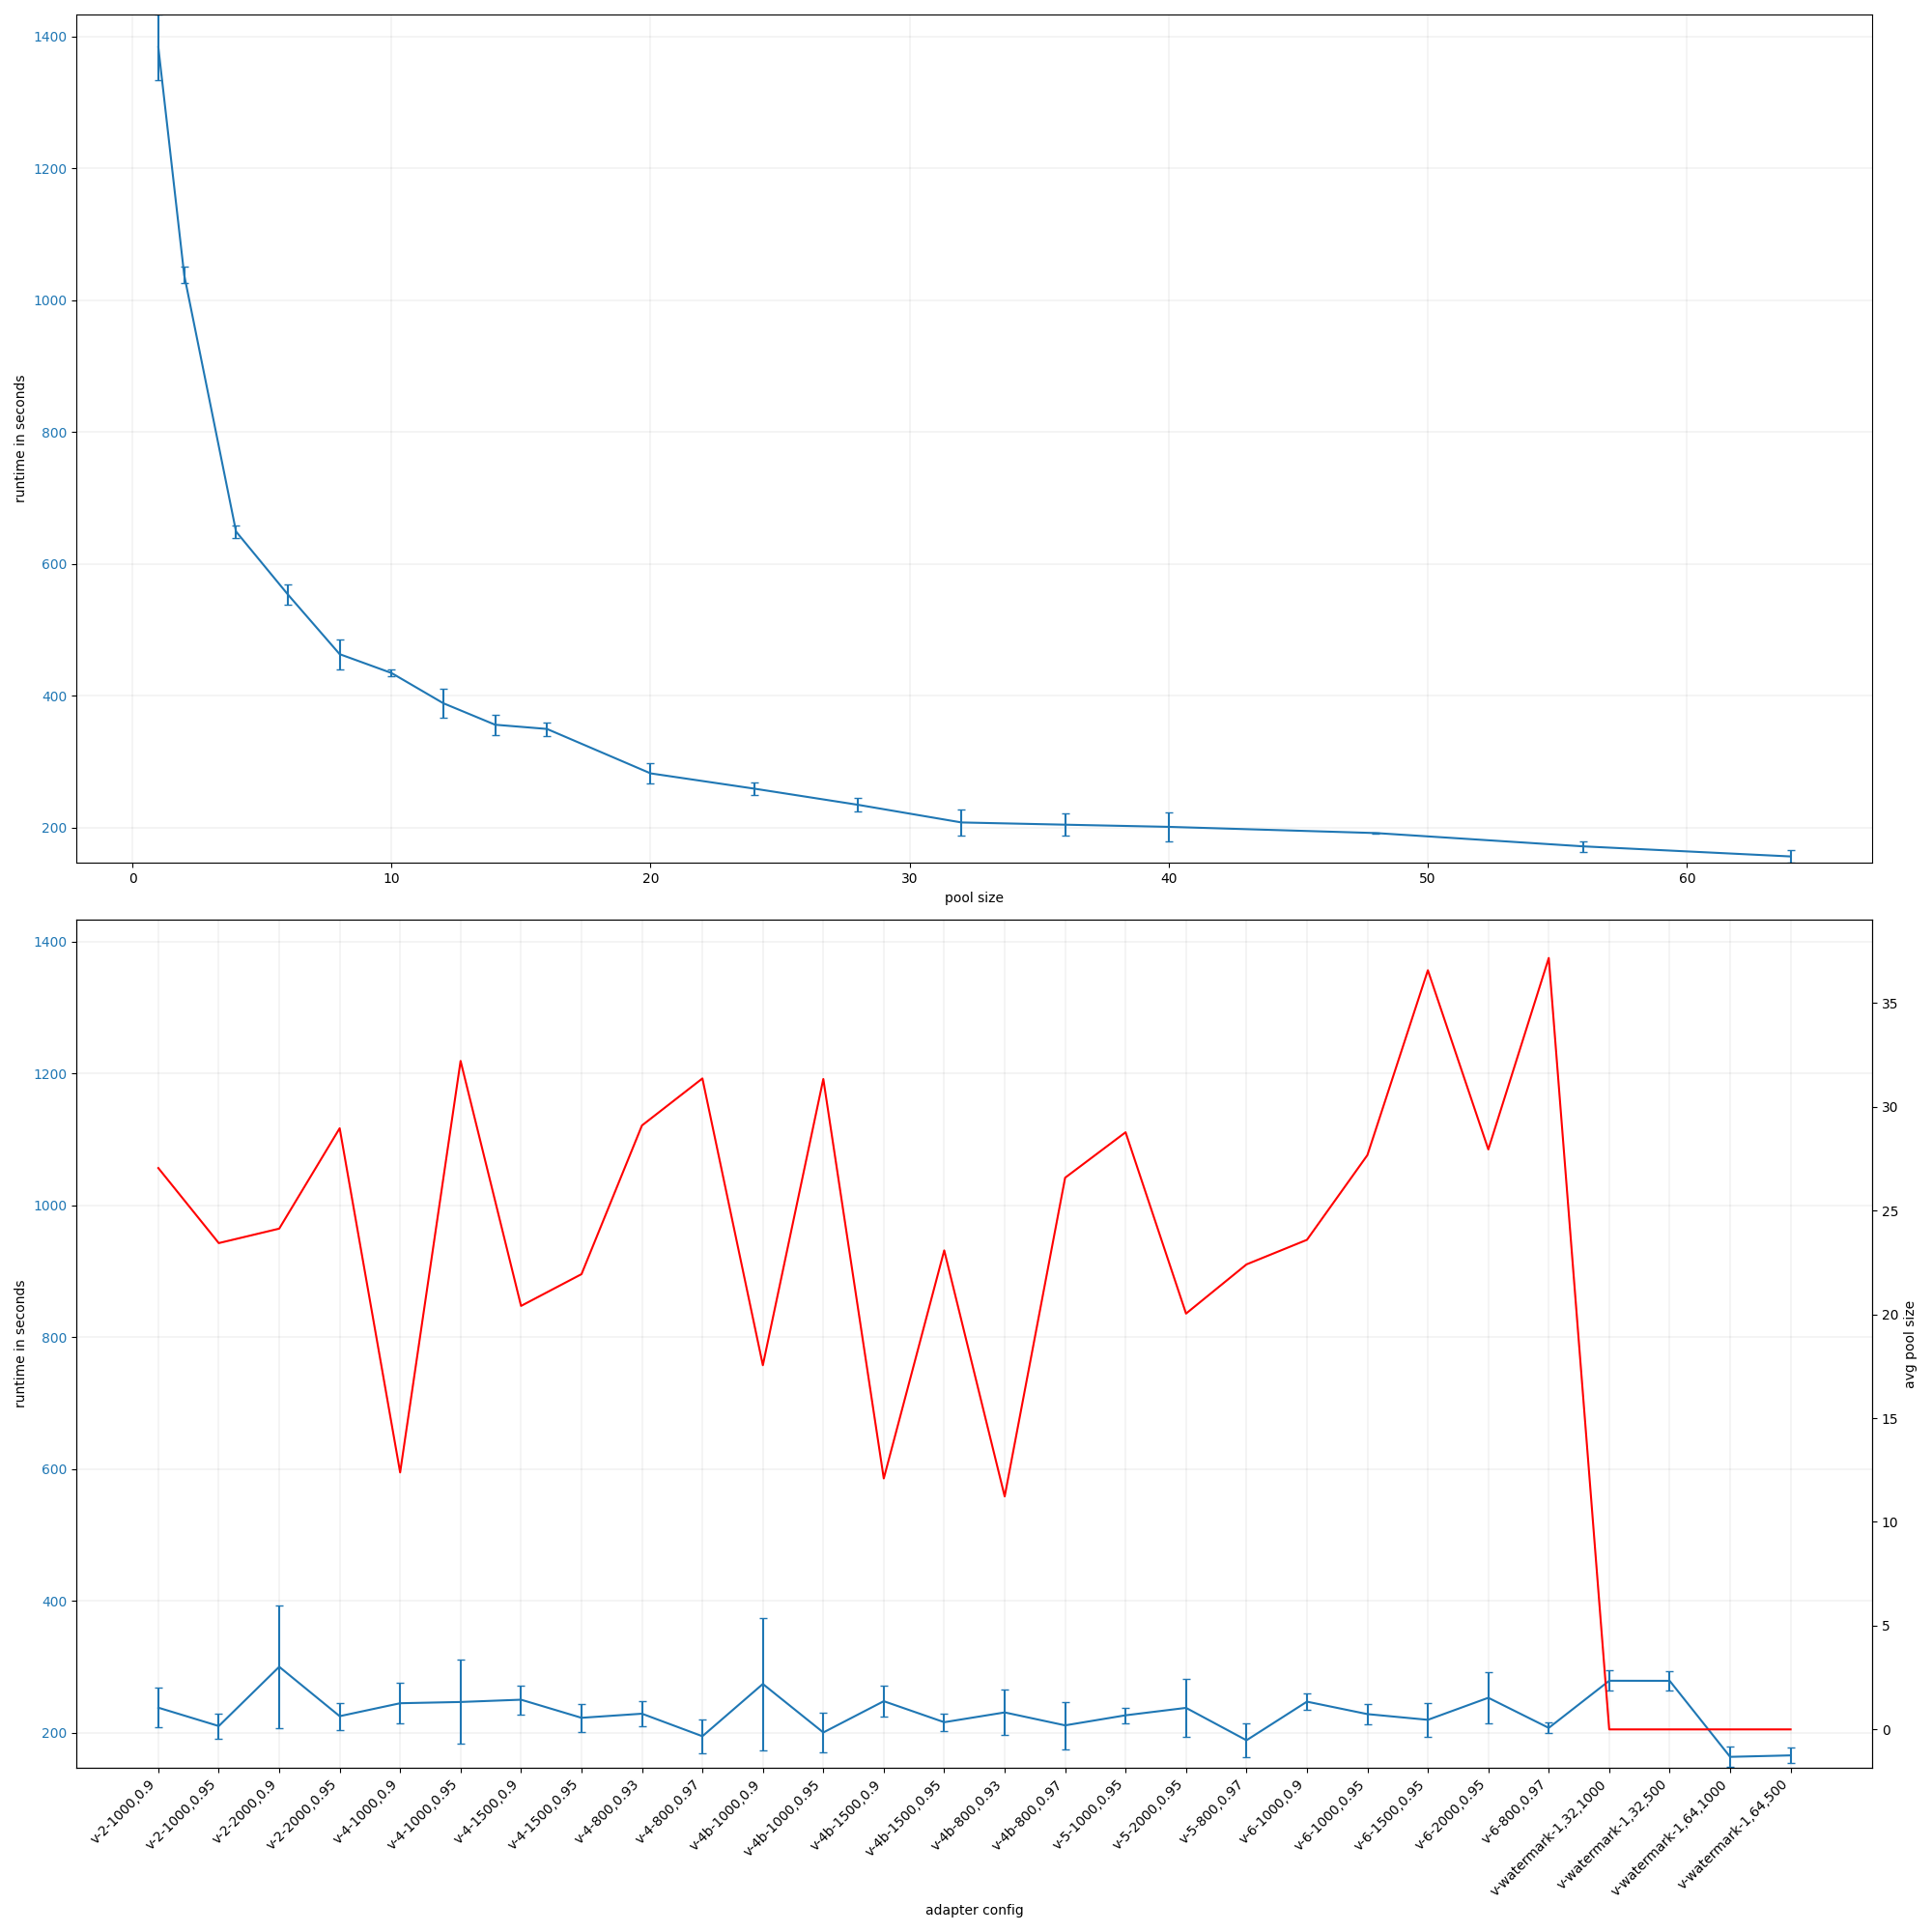 1400
1200
1000
800
600
400
200
runtime in seconds
0 10 20 30 40 50 60
pool size
1400
1200
1000
800
600
400
200
runtime in seconds
35
30
25
20
15
10
5
0
avg pool size
v-2-1000,0.9
v-2-1000,0.95
v-2-2000,0.9
v-2-2000,0.95
v-4-1000,0.9
v-4-1000,0.95
v-4-1500,0.9
v-4-1500,0.95
v-4-800,0.93
v-4-800,0.97
v-4b-1000,0.9
v-4b-1000,0.95
v-4b-1500,0.9
v-4b-1500,0.95
v-4b-800,0.93
v-4b-800,0.97
v-5-1000,0.95
v-5-2000,0.95
v-5-800,0.97
v-6-1000,0.9
v-6-1000,0.95
v-6-1500,0.95
v-6-2000,0.95
v-6-800,0.97
v-watermark-1,32,1000
v-watermark-1,32,500
v-watermark-1,64,1000
v-watermark-1,64,500
adapter config